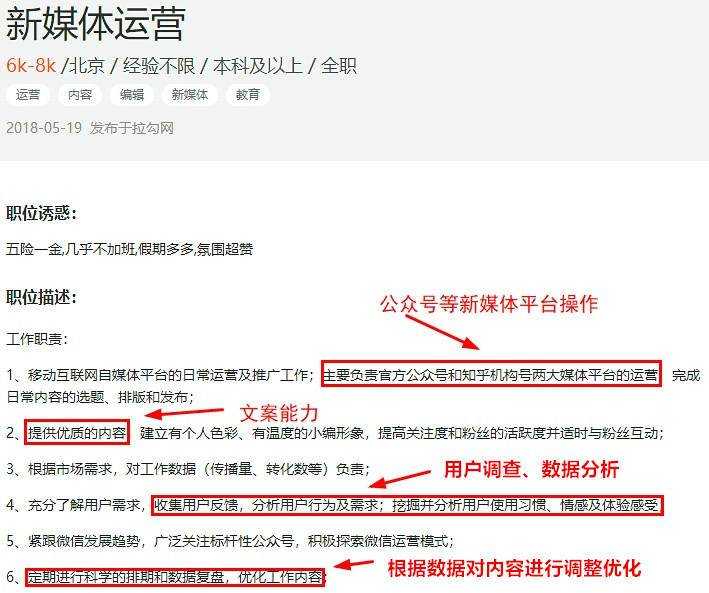 新媒体运营
6k-8k /北京 / 经验不限 / 本科及以上 / 全职
运营 内容 编辑 新媒体 教育
2018-05-19 发布于拉勾网
职位诱惑：
五险一金,几乎不加班,假期多多,氛围超赞
职位描述：
公众号等新媒体平台操作
工作职责：
1、移动互联网自媒体平台的日常运营及推广工作；主要负责官方公众号和知乎机构号两大媒体平台的运营 完成
日常内容的选题、排版和发布；
文案能力
2、提供优质的内容 建立有个人色彩、有温度的小编形象，提高关注度和粉丝的活跃度并适时与粉丝互动；
3、根据市场需求，对工作数据（传播量、转化数等）负责；
用户调查、数据分析
4、充分了解用户需求，收集用户反馈，分析用户行为及需求；挖掘并分析用户使用习惯、情感及体验感受
5、紧跟微信发展趋势，广泛关注标杆性公众号，积极探索微信运营模式；
6、定期进行科学的排期和数据复盘，优化工作内容；
根据数据对内容进行调整优化